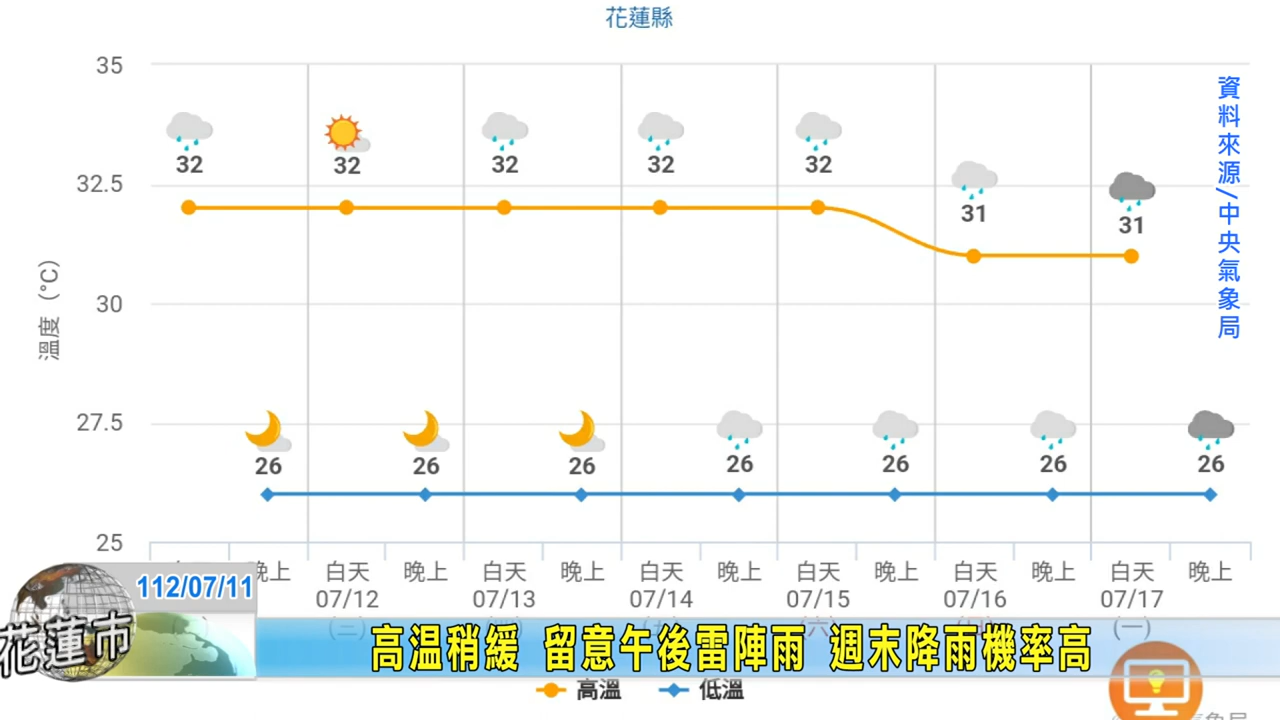 花蓮縣
35
32.5
30
27.5
25
溫度 (°C)
32
32
32
32
32
31
31
26
26
26
26
26
26
26
資料來源/中央氣象局
晚上 白天 晚上 白天 晚上 白天 晚上 白天 晚上 白天 晚上 白天 晚上
07/12 07/13 07/14 07/15 07/16 07/17
112/07/11
花蓮市
高溫稍緩 留意午後雷陣雨 週末降雨機率高
高溫 低溫